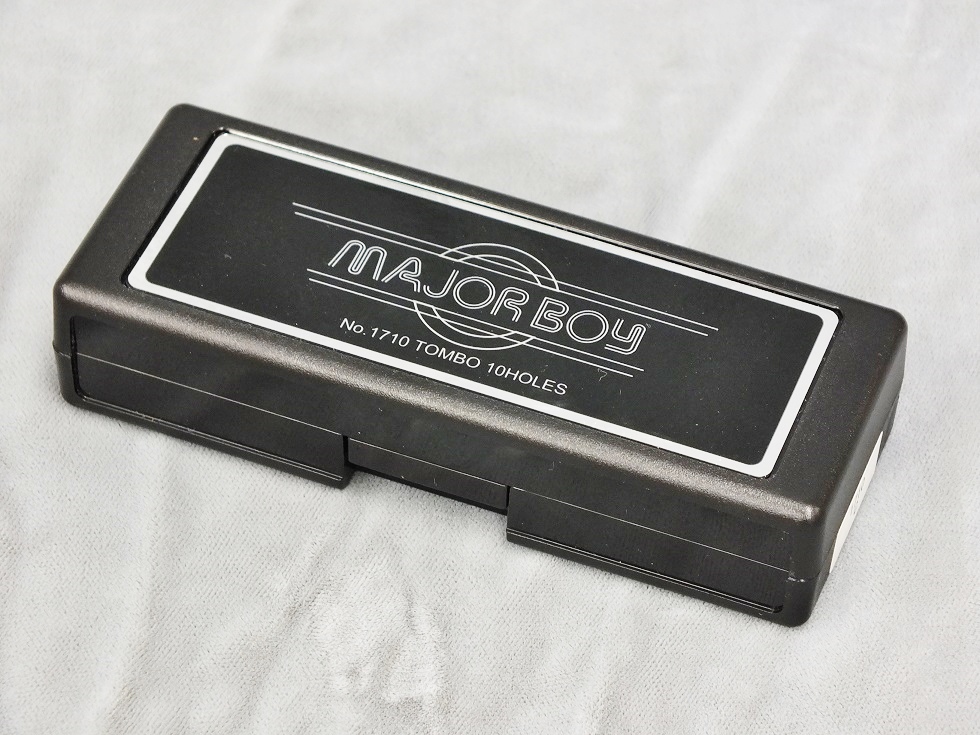 MAJOR BOY
No. 1710 TOMBO 10HOLES